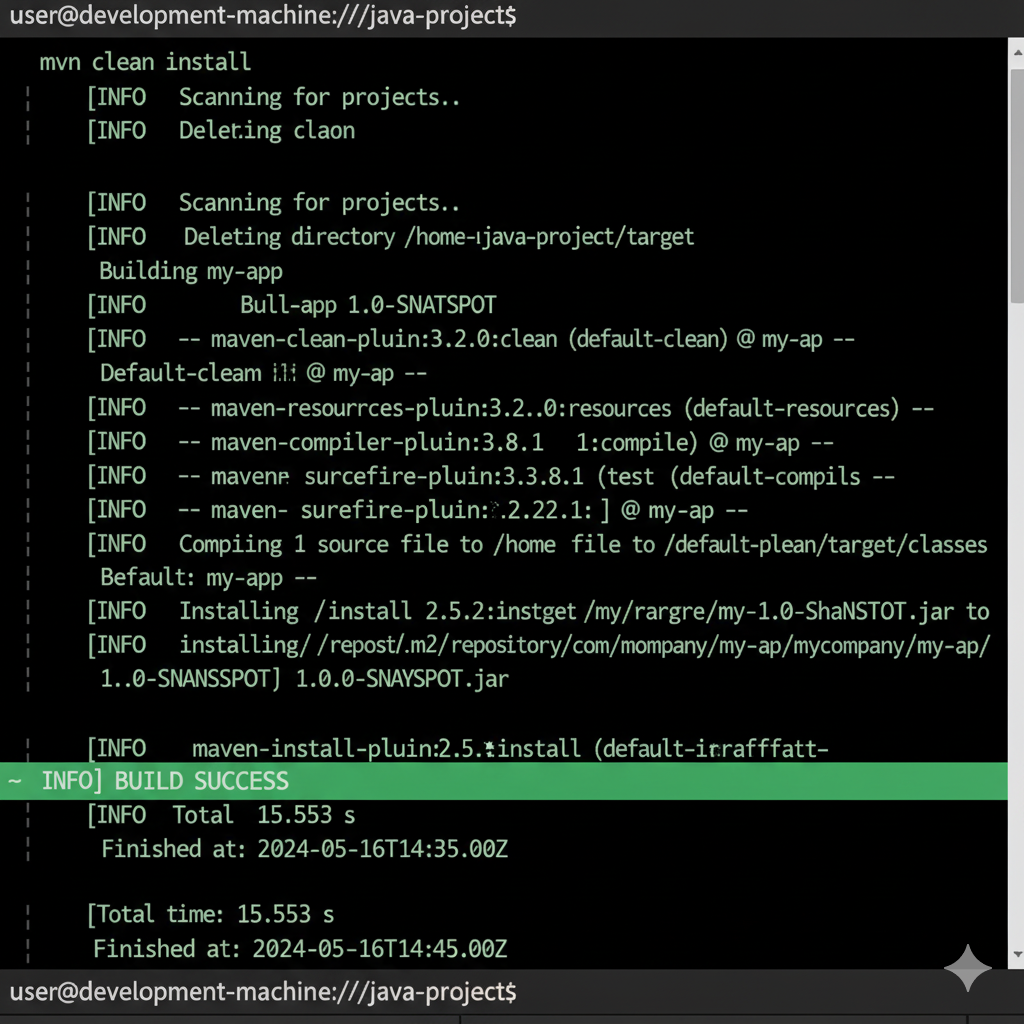 user@development-machine:///java-project$
mvn clean install
[INFO Scanning for projects..
[INFO Deleting claon
[INFO Scanning for projects..
[INFO Deleting directory /home-java-project/target
Building my-app
[INFO Bull-app 1.0-SNATSPOT
[INFO -- maven-clean-pluin:3.2.0:clean (default-clean) @ my-ap --
Default-cleam @ my-ap --
[INFO -- maven-resourrces-pluin:3.2..0:resources (default-resources) --
[INFO -- maven-compiler-pluin:3.8.1 1:compile) @ my-ap --
[INFO -- maven surcefire-pluin:3.3.8.1 (test (default-compils --
[INFO -- maven- surefire-pluin:.2.22.1: ] @ my-ap --
[INFO Compiing 1 source file to /home file to /default-plean/target/classes
Befault: my-app --
[INFO Installing /install 2.5.2:instget /my/rargre/my-1.0-ShaNSTOT.jar to
[INFO installing/ /repost/.m2/repository/com/mompany/my-ap/mycompany/my-ap/
1..0-SNANSSPOT] 1.0.0-SNAYSPOT.jar
[INFO maven-install-pluin:2.5.:install (default-
~ INFO] BUILD SUCCESS
[INFO Total 15.553 s
Finished at: 2024-05-16T14:35.00Z
[Total time: 15.553 s
Finished at: 2024-05-16T14:45.00Z
user@development-machine:///java-project$